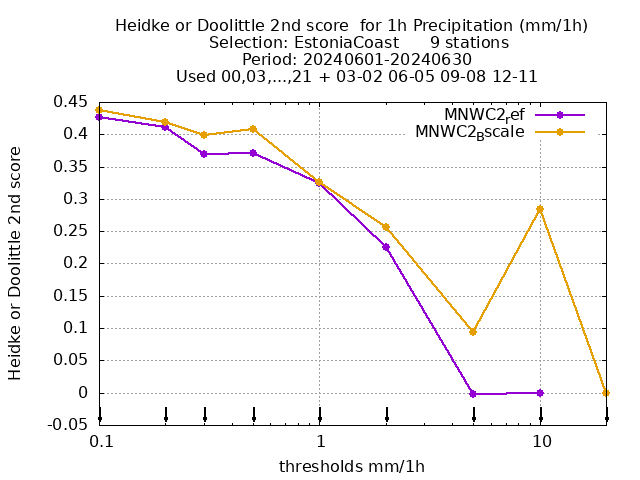 Heidke or Doolittle 2nd score  for 1h Precipitation (mm/1h)
Selection: EstoniaCoast      9 stations
Period: 20240601-20240630
Used 00,03,...,21 + 03-02 06-05 09-08 12-11
MNWC2ref
MNWC2Bscale
Heidke or Doolittle 2nd score
0.45
0.4
0.35
0.3
0.25
0.2
0.15
0.1
0.05
0
-0.05
0.1 1 10
thresholds mm/1h